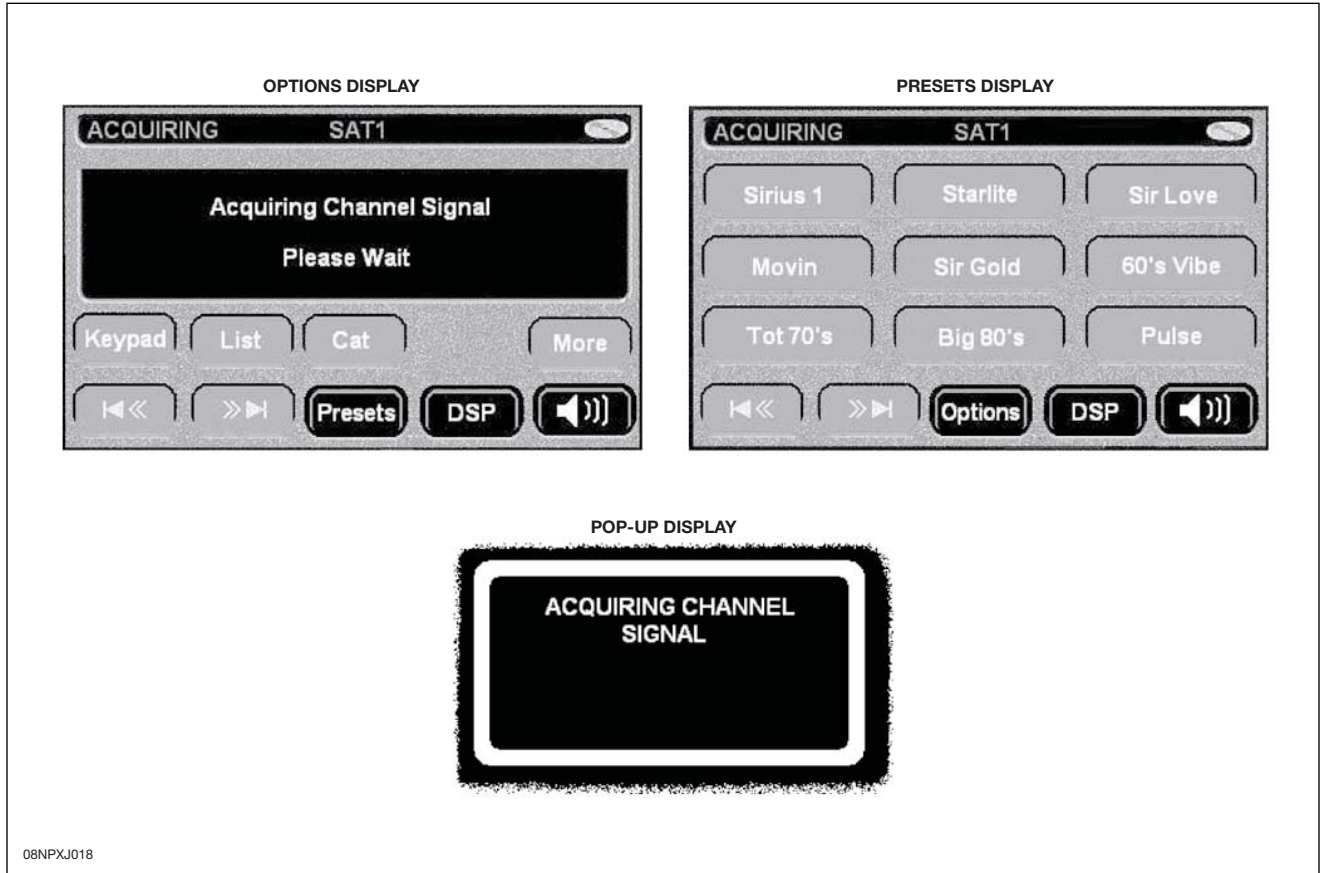 OPTIONS DISPLAY
ACQUIRING SAT1
Acquiring Channel Signal
Please Wait
Keypad List Cat More
Presets DSP
PRESETS DISPLAY
ACQUIRING SAT1
Sirius 1 Starlite Sir Love
Movin Sir Gold 60's Vibe
Tot 70's Big 80's Pulse
Options DSP
POP-UP DISPLAY
ACQUIRING CHANNEL
SIGNAL
08NPXJ018